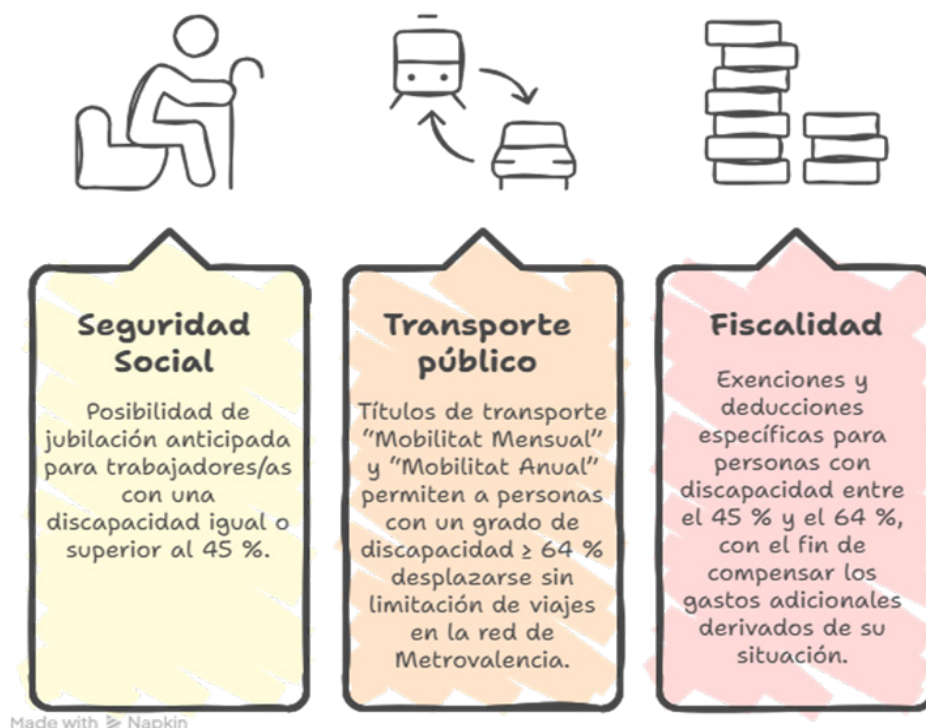 Seguridad
Social
Posibilidad de
jubilación anticipada
para trabajadores/as
con una
discapacidad igual o
superior al 45 %.
Transporte
público
Títulos de transporte
"Mobilitat Mensual"
y "Mobilitat Anual"
permiten a personas
con un grado de
discapacidad ≥ 64 %
desplazarse sin
limitación de viajes
en la red de
Metrovalencia.
Fiscalidad
Exenciones y
deducciones
específicas para
personas con
discapacidad entre
el 45 % y el 64 %,
con el fin de
compensar los
gastos adicionales
derivados de su
situación.
Made with Napkin